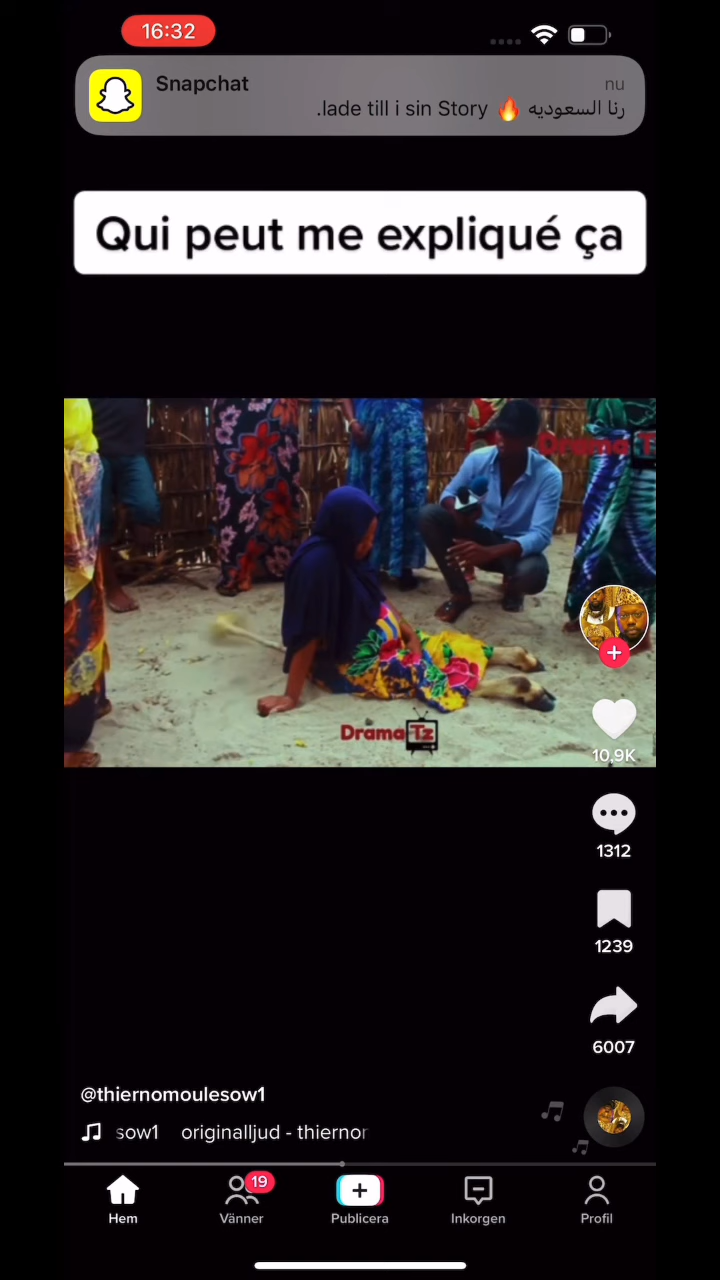 16:32
Snapchat
nu
رنا السعوديه 🔥 lade till i sin Story.
Qui peut me expliqué ça
Drama T
Drama Tz
10,9K
1312
1239
6007
@thiernomoulesow1
sow1 originalljud - thiernor
19
Hem
Vänner
Publicera
Inkorgen
Profil